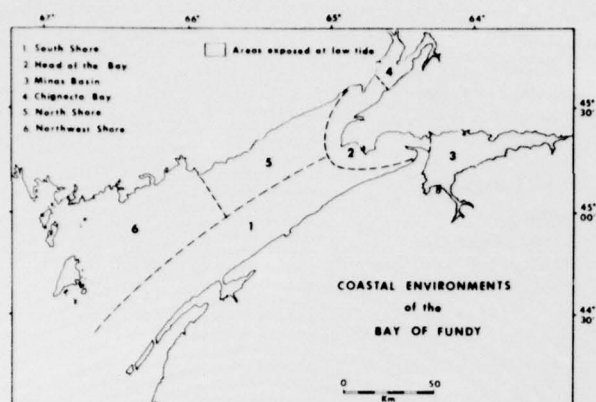 67° 66° 65° 64°
1 South Shore
2 Head of the Bay
3 Minas Basin
4 Chignecto Bay
5 North Shore
6 Northwest Shore
Areas exposed at low tide
4
45°
30'
5
2
3
45°
00'
6
1
COASTAL ENVIRONMENTS
of the
BAY OF FUNDY
44°
30'
0 50
Km